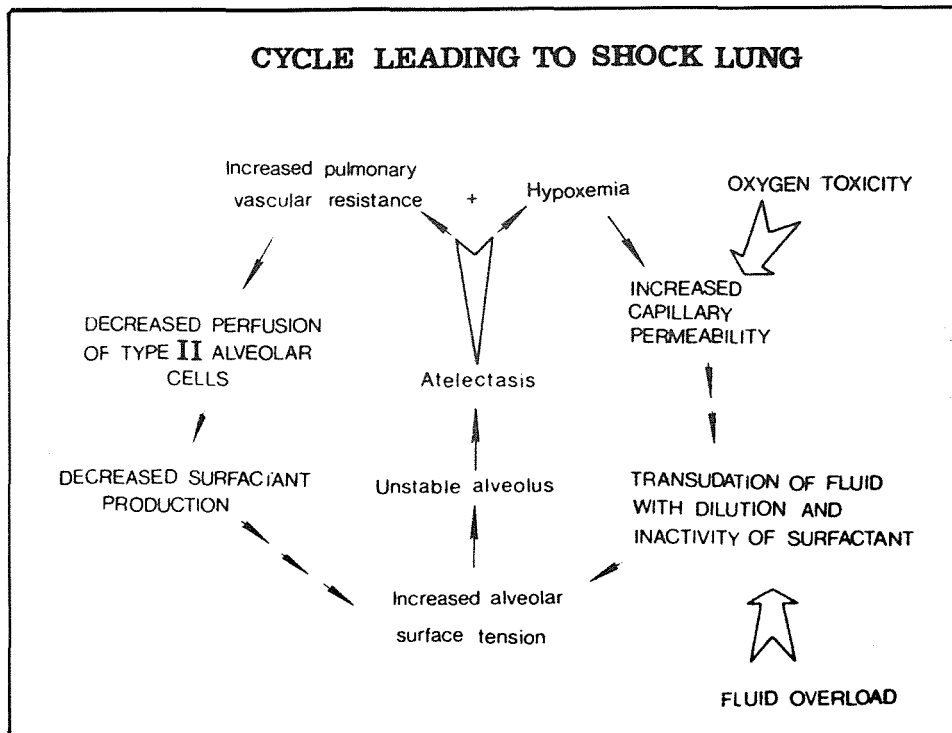 CYCLE LEADING TO SHOCK LUNG
Increased pulmonary
vascular resistance
+
Hypoxemia
OXYGEN TOXICITY
INCREASED
CAPILLARY
PERMEABILITY
DECREASED PERFUSION
OF TYPE II ALVEOLAR
CELLS
Atelectasis
DECREASED SURFACTANT
PRODUCTION
Unstable alveolus
TRANSUDATION OF FLUID
WITH DILUTION AND
INACTIVITY OF SURFACTANT
Increased alveolar
surface tension
FLUID OVERLOAD